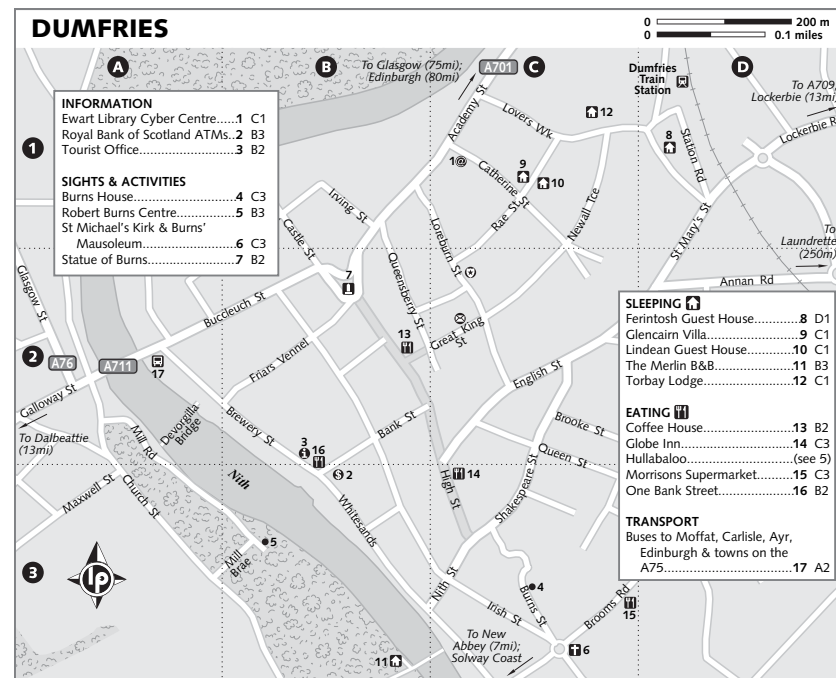 DUMFRIES
0 200 m
0 0.1 miles
A
B
C
D
1
2
3
To Glasgow (75mi);
Edinburgh (80mi)
A701
Dumfries
Train
Station
To A709,
Lockerbie (13mi)
Lockerbie R
To
Laundrette
(250m)
INFORMATION
Ewart Library Cyber Centre.....1 C1
Royal Bank of Scotland ATMs..2 B3
Tourist Office.........................3 B2
SIGHTS & ACTIVITIES
Burns House...........................4 C3
Robert Burns Centre...............5 B3
St Michael's Kirk & Burns'
Mausoleum........................6 C3
Statue of Burns.......................7 B2
SLEEPING
Ferintosh Guest House...........8 D1
Glencairn Villa.......................9 C1
Lindean Guest House............10 C1
The Merlin B&B....................11 B3
Torbay Lodge.......................12 C1
EATING
Coffee House.......................13 B2
Globe Inn............................14 C3
Hullabaloo..........................(see 5)
Morrisons Supermarket.........15 C3
One Bank Street...................16 B2
TRANSPORT
Buses to Moffat, Carlisle, Ayr,
Edinburgh & towns on the
A75...................................17 A2
Academy St
Lovers Wk
12
8
Station Rd
1
@
9
10
Catherine St
Rae St
Newall Tce
St Mary's St
Irving St
Castle St
Loreburn St
Queensberry St
Annan Rd
Glasgow St
Buccleuch St
7
13
Great King
St
A76
A711
17
Friars Vennel
English St
Galloway St
To Dalbeattie
(13mi)
Mill Rd
Devorgilla
Bridge
Brewery St
Bank St
3
16
$ 2
Brooke St
Queen St
Nith
Whitesands
High St
14
Shakespeare St
Maxwell St
Church St
5
Mill
Brae
lp
Nith St
Burns St
4
Irish St
Brooms Rd
15
To New
Abbey (7mi);
Solway Coast
6
11